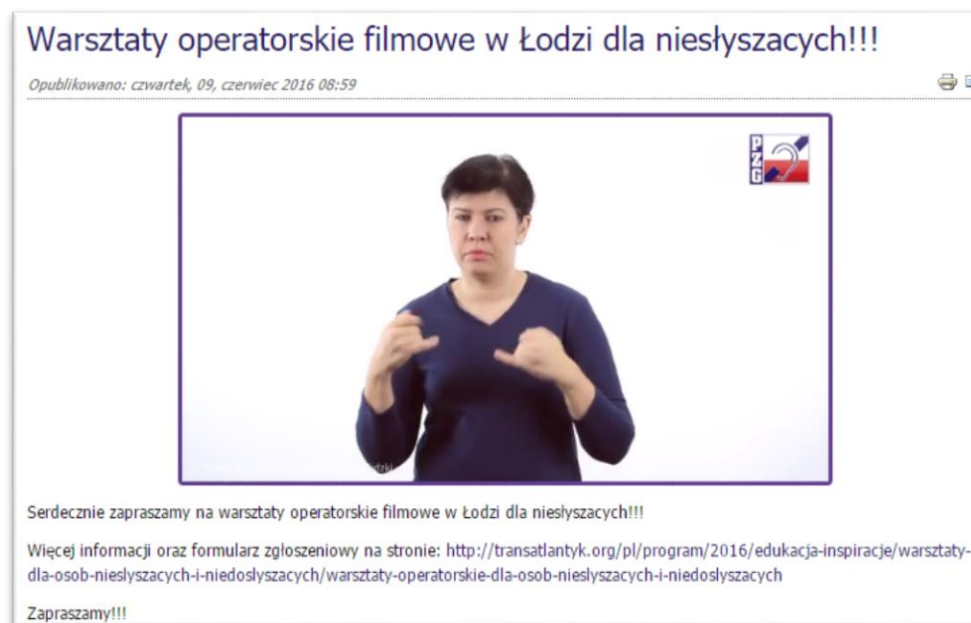 Warsztaty operatorskie filmowe w Łodzi dla niesłyszacych!!!
Opublikowano: czwartek, 09, czerwiec 2016 08:59
PZG
Serdecznie zapraszamy na warsztaty operatorskie filmowe w Łodzi dla niesłyszacych!!!
Więcej informacji oraz formularz zgłoszeniowy na stronie: http://transatlantyk.org/pl/program/2016/edukacja-inspiracje/warsztaty-
dla-osob-nieslyszacych-i-niedoslyszacych/warsztaty-operatorskie-dla-osob-nieslyszacych-i-niedoslyszacych
Zapraszamy!!!